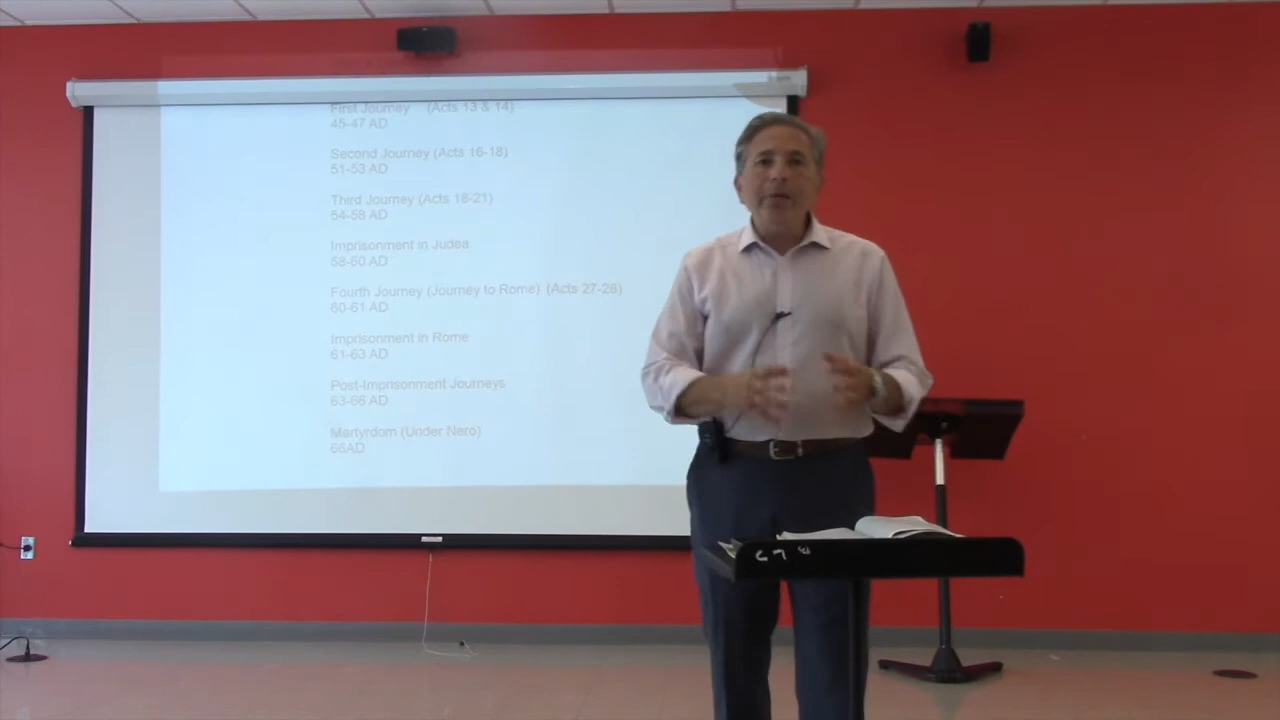 First Journey (Acts 13 & 14)
45-47 AD
Second Journey (Acts 16-18)
51-53 AD
Third Journey (Acts 18-21)
54-58 AD
Imprisonment in Judea
58-60 AD
Fourth Journey (Journey to Rome) (Acts 27-28)
60-61 AD
Imprisonment in Rome
61-63 AD
Post-Imprisonment Journeys
63-66 AD
Martyrdom (Under Nero)
66AD